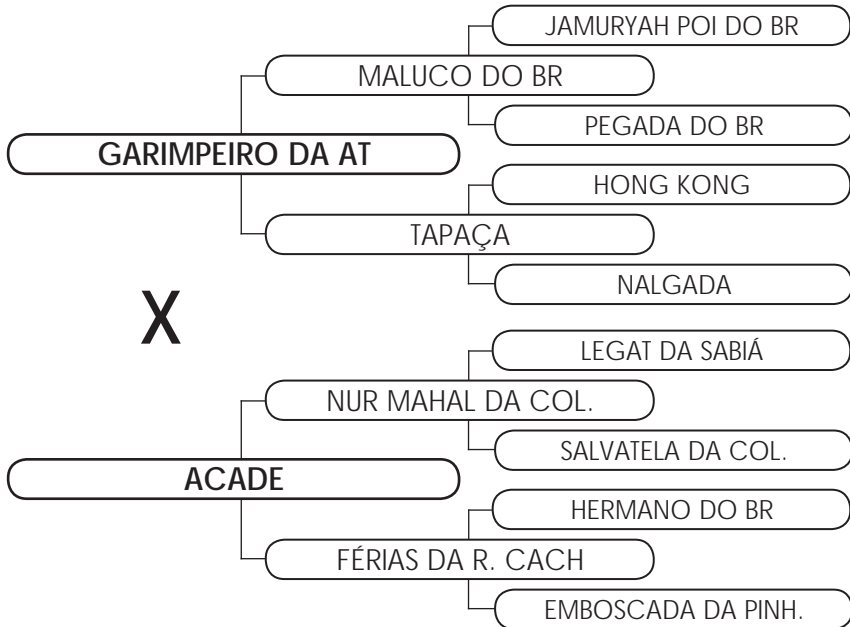 JAMURYAH POI DO BR
MALUCO DO BR
PEGADA DO BR
GARIMPEIRO DA AT
HONG KONG
TAPAÇA
NALGADA
X
LEGAT DA SABIÁ
NUR MAHAL DA COL.
SALVATELA DA COL.
ACADE
HERMANO DO BR
FÉRIAS DA R. CACH
EMBOSCADA DA PINH.